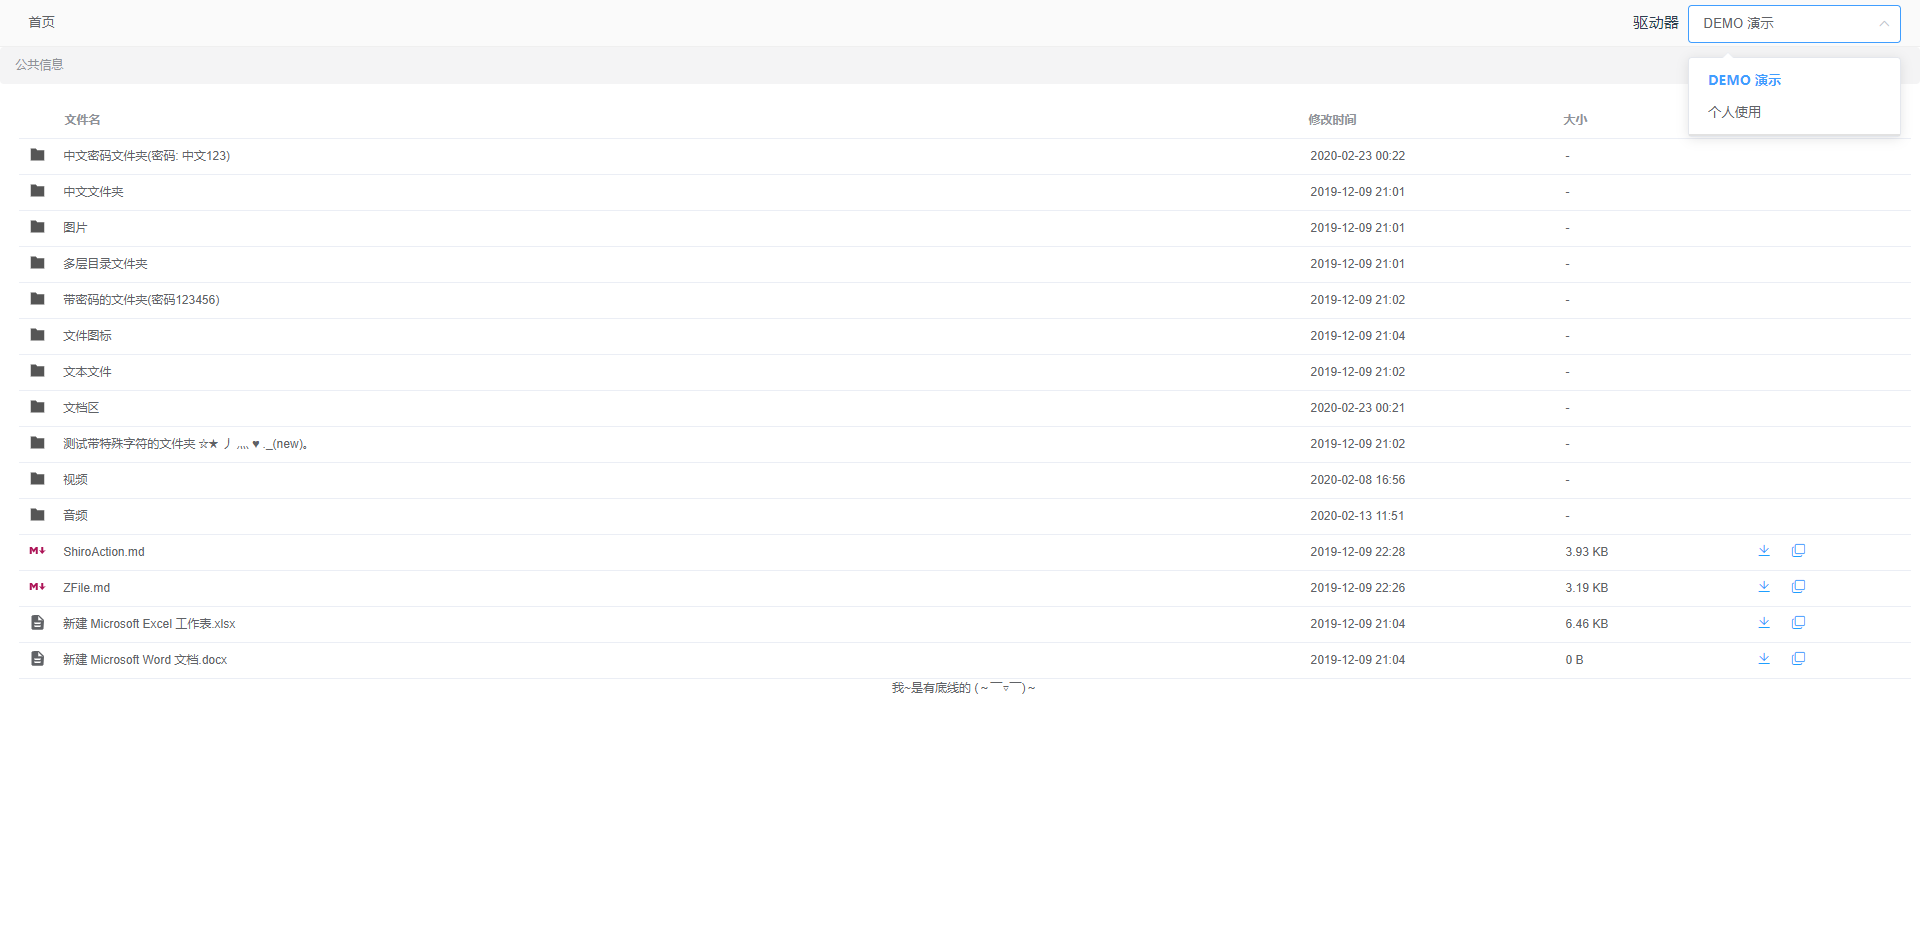 首页 驱动器 DEMO 演示
公共信息
DEMO 演示
个人使用
文件名 修改时间 大小
中文密码文件夹(密码: 中文123) 2020-02-23 00:22 -
中文文件夹 2019-12-09 21:01 -
图片 2019-12-09 21:01 -
多层目录文件夹 2019-12-09 21:01 -
带密码的文件夹(密码123456) 2019-12-09 21:02 -
文件图标 2019-12-09 21:04 -
文本文件 2019-12-09 21:02 -
文档区 2020-02-23 00:21 -
测试带特殊字符的文件夹 ☆★ 丿 灬 ♥ ._(new)。 2019-12-09 21:02 -
视频 2020-02-08 16:56 -
音频 2020-02-13 11:51 -
M↓ ShiroAction.md 2019-12-09 22:28 3.93 KB
M↓ ZFile.md 2019-12-09 22:26 3.19 KB
新建 Microsoft Excel 工作表.xlsx 2019-12-09 21:04 6.46 KB
新建 Microsoft Word 文档.docx 2019-12-09 21:04 0 B
我~是有底线的 (～￣▽￣)～